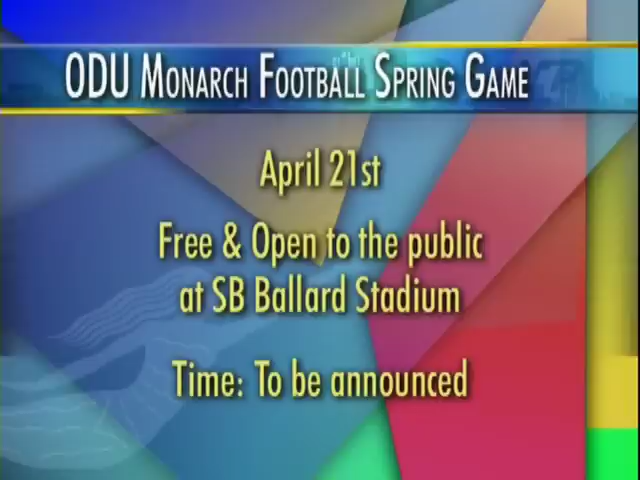 ODU MONARCH FOOTBALL SPRING GAME
April 21st
Free & Open to the public
at SB Ballard Stadium
Time: To be announced